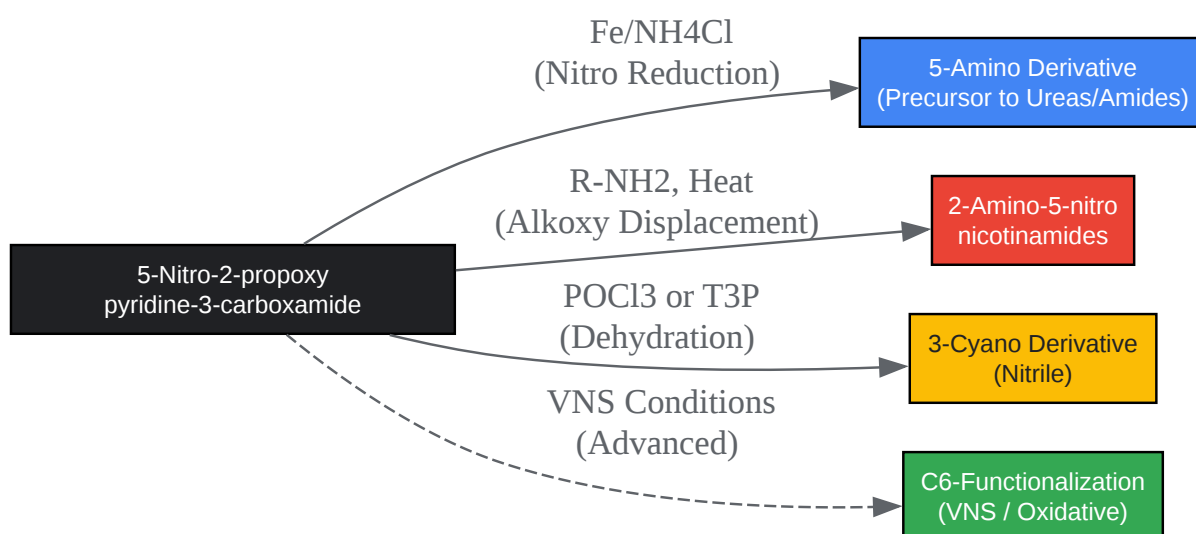 Fe/NH4Cl
(Nitro Reduction)
5-Amino Derivative
(Precursor to Ureas/Amides)
R-NH2, Heat
(Alkoxy Displacement)
2-Amino-5-nitro
nicotinamides
5-Nitro-2-propoxy
pyridine-3-carboxamide
POCl3 or T3P
(Dehydration)
3-Cyano Derivative
(Nitrile)
VNS Conditions
(Advanced)
C6-Functionalization
(VNS / Oxidative)